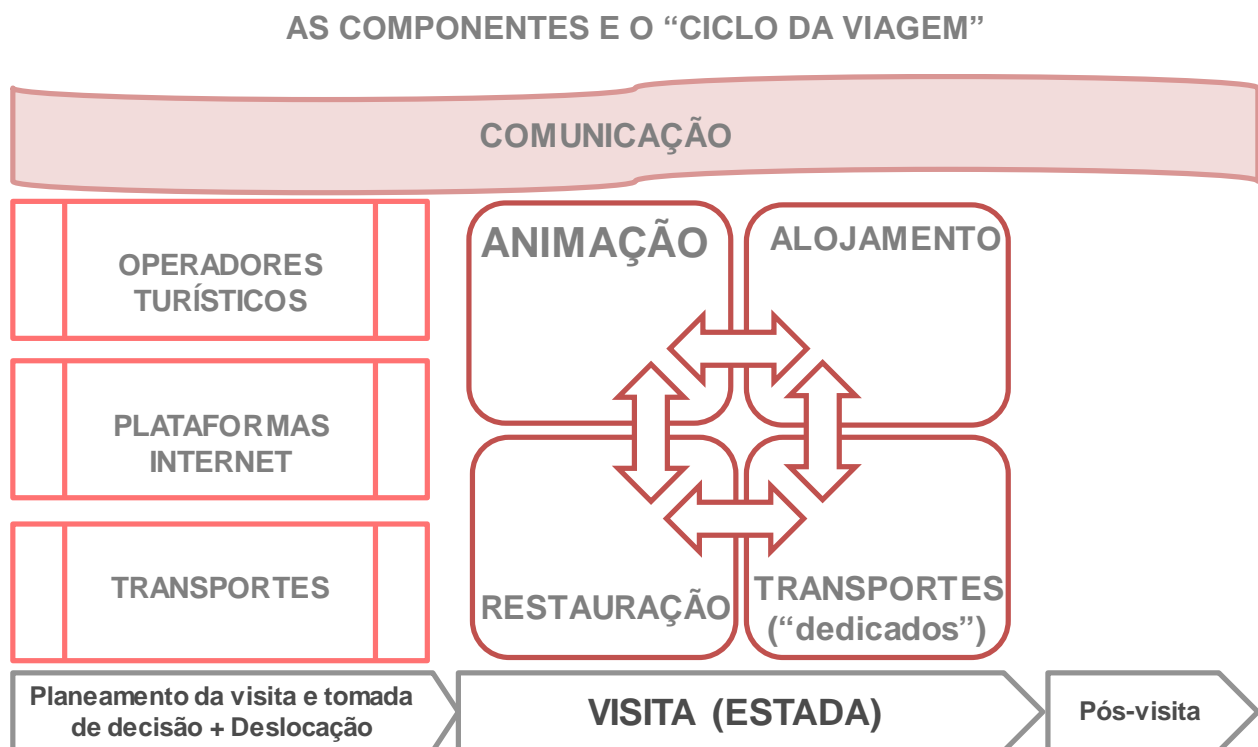 AS COMPONENTES E O “CICLO DA VIAGEM”
COMUNICAÇÃO
OPERADORES
TURÍSTICOS
PLATAFORMAS
INTERNET
TRANSPORTES
ANIMAÇÃO
ALOJAMENTO
RESTAURAÇÃO
TRANSPORTES
(“dedicados”)
Planeamento da visita e tomada
de decisão + Deslocação
VISITA (ESTADA)
Pós-visita